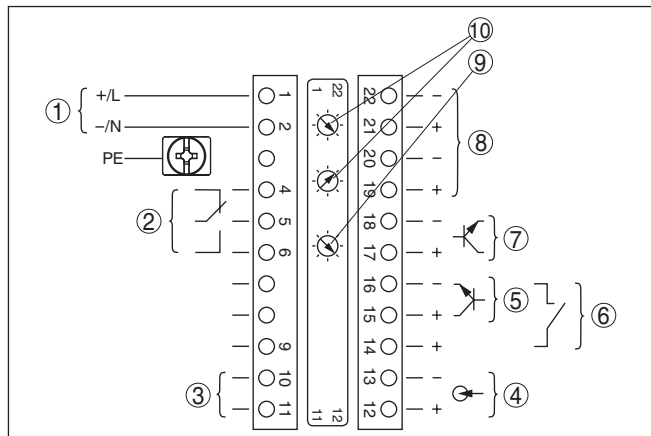 ⑩
⑨
① +/L 1
−/N 2
PE
② 4
5
6
9
③ 10
11
1 22
11 12
22 −
21 + ⑧
20 −
19 +
18 − ⑦
17 +
16 − ⑤ ⑥
15 +
14 +
13 − ④
12 +